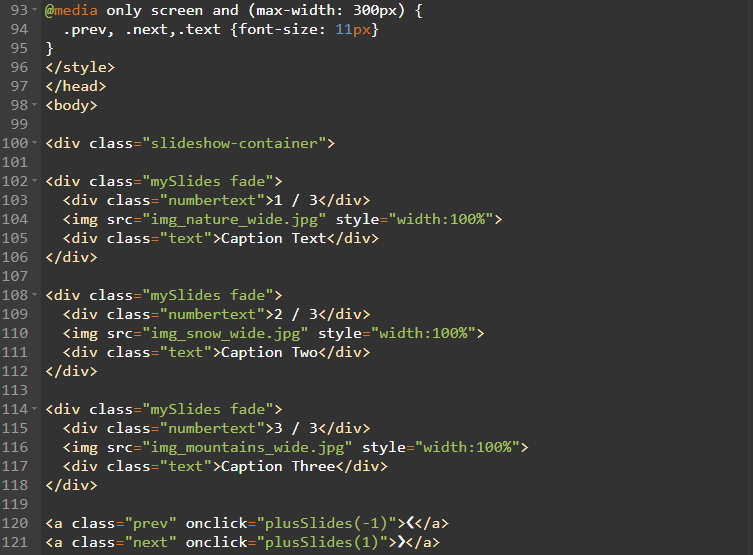 93 @media only screen and (max-width: 300px) {
94   .prev, .next,.text {font-size: 11px}
95 }
96 </style>
97 </head>
98 <body>
99
100 <div class="slideshow-container">
101
102 <div class="mySlides fade">
103   <div class="numbertext">1 / 3</div>
104   <img src="img_nature_wide.jpg" style="width:100%">
105   <div class="text">Caption Text</div>
106 </div>
107
108 <div class="mySlides fade">
109   <div class="numbertext">2 / 3</div>
110   <img src="img_snow_wide.jpg" style="width:100%">
111   <div class="text">Caption Two</div>
112 </div>
113
114 <div class="mySlides fade">
115   <div class="numbertext">3 / 3</div>
116   <img src="img_mountains_wide.jpg" style="width:100%">
117   <div class="text">Caption Three</div>
118 </div>
119
120 <a class="prev" onclick="plusSlides(-1)">❮</a>
121 <a class="next" onclick="plusSlides(1)">❯</a>